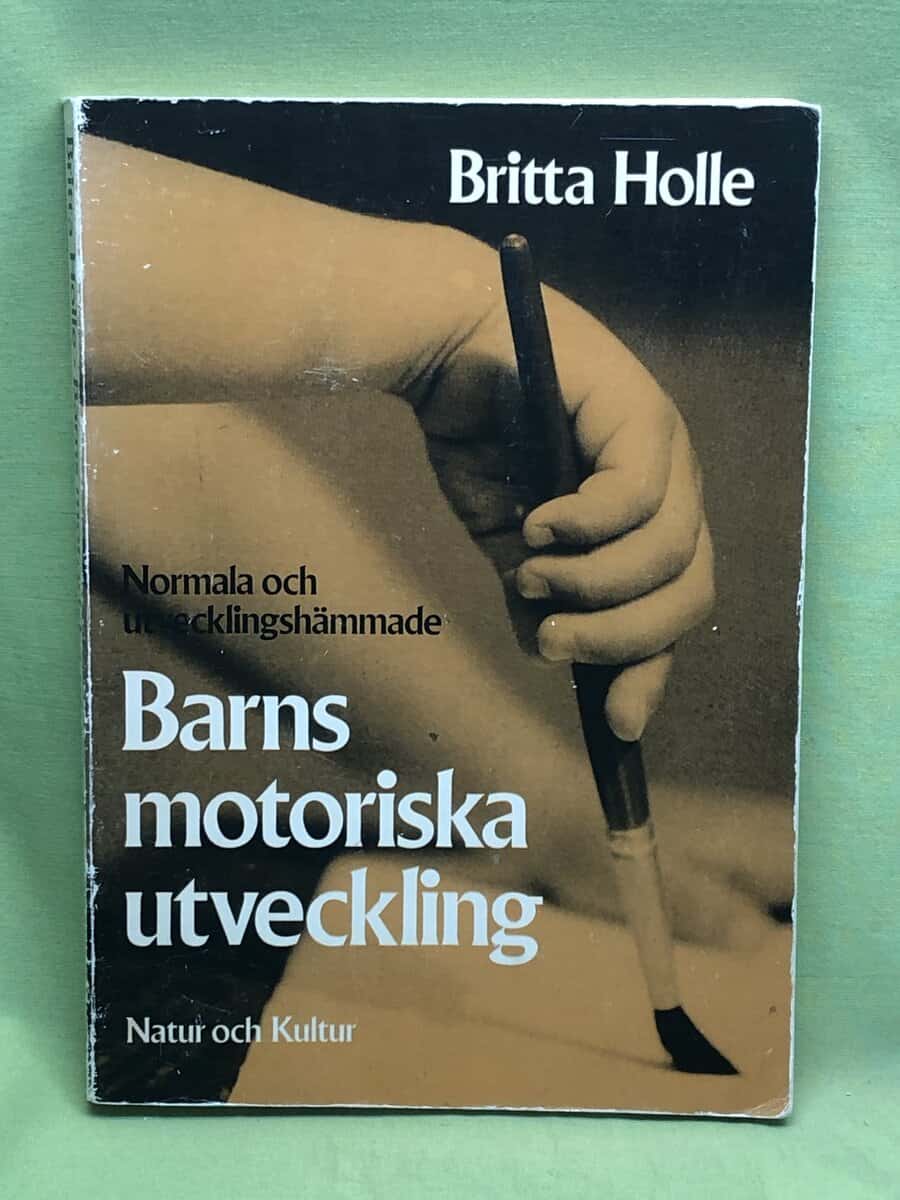 Britta Holle
Normala och
utvecklingshämmade
Barns
motoriska
utveckling
Natur och Kultur